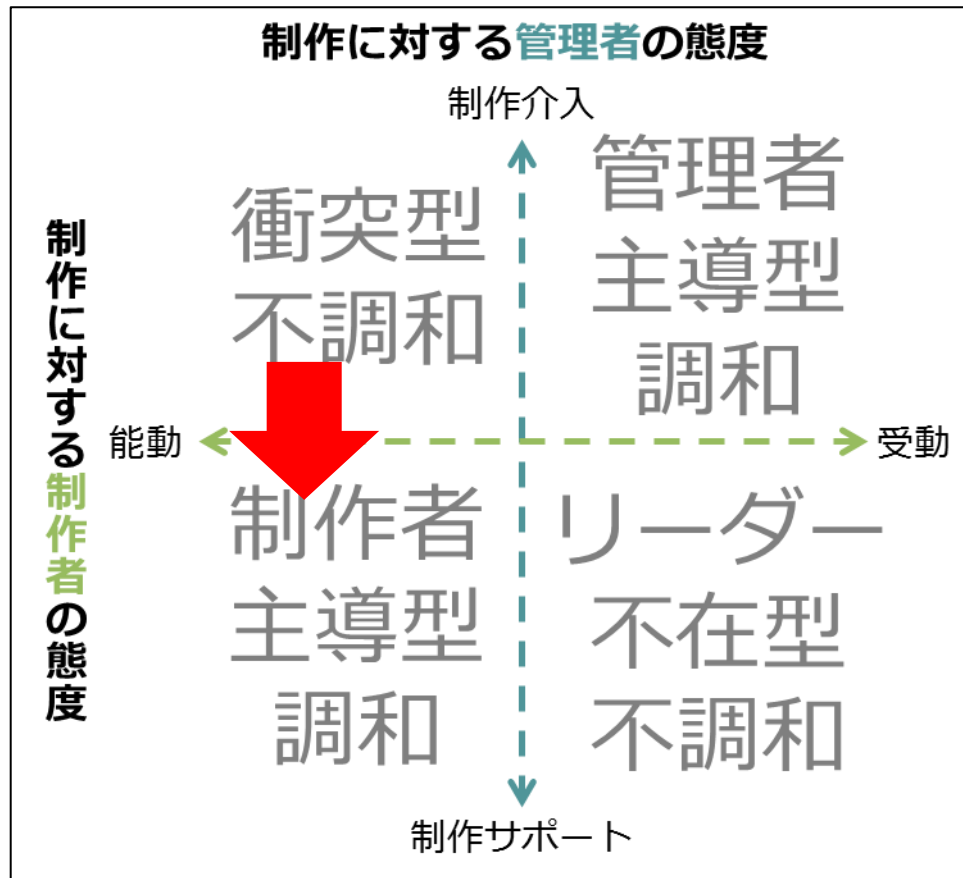 制作に対する管理者の態度
制作介入
衝突型
不調和
管理者
主導型
調和
制作に対する制作者の態度
能動
受動
制作者
主導型
調和
リーダー
不在型
不調和
制作サポート